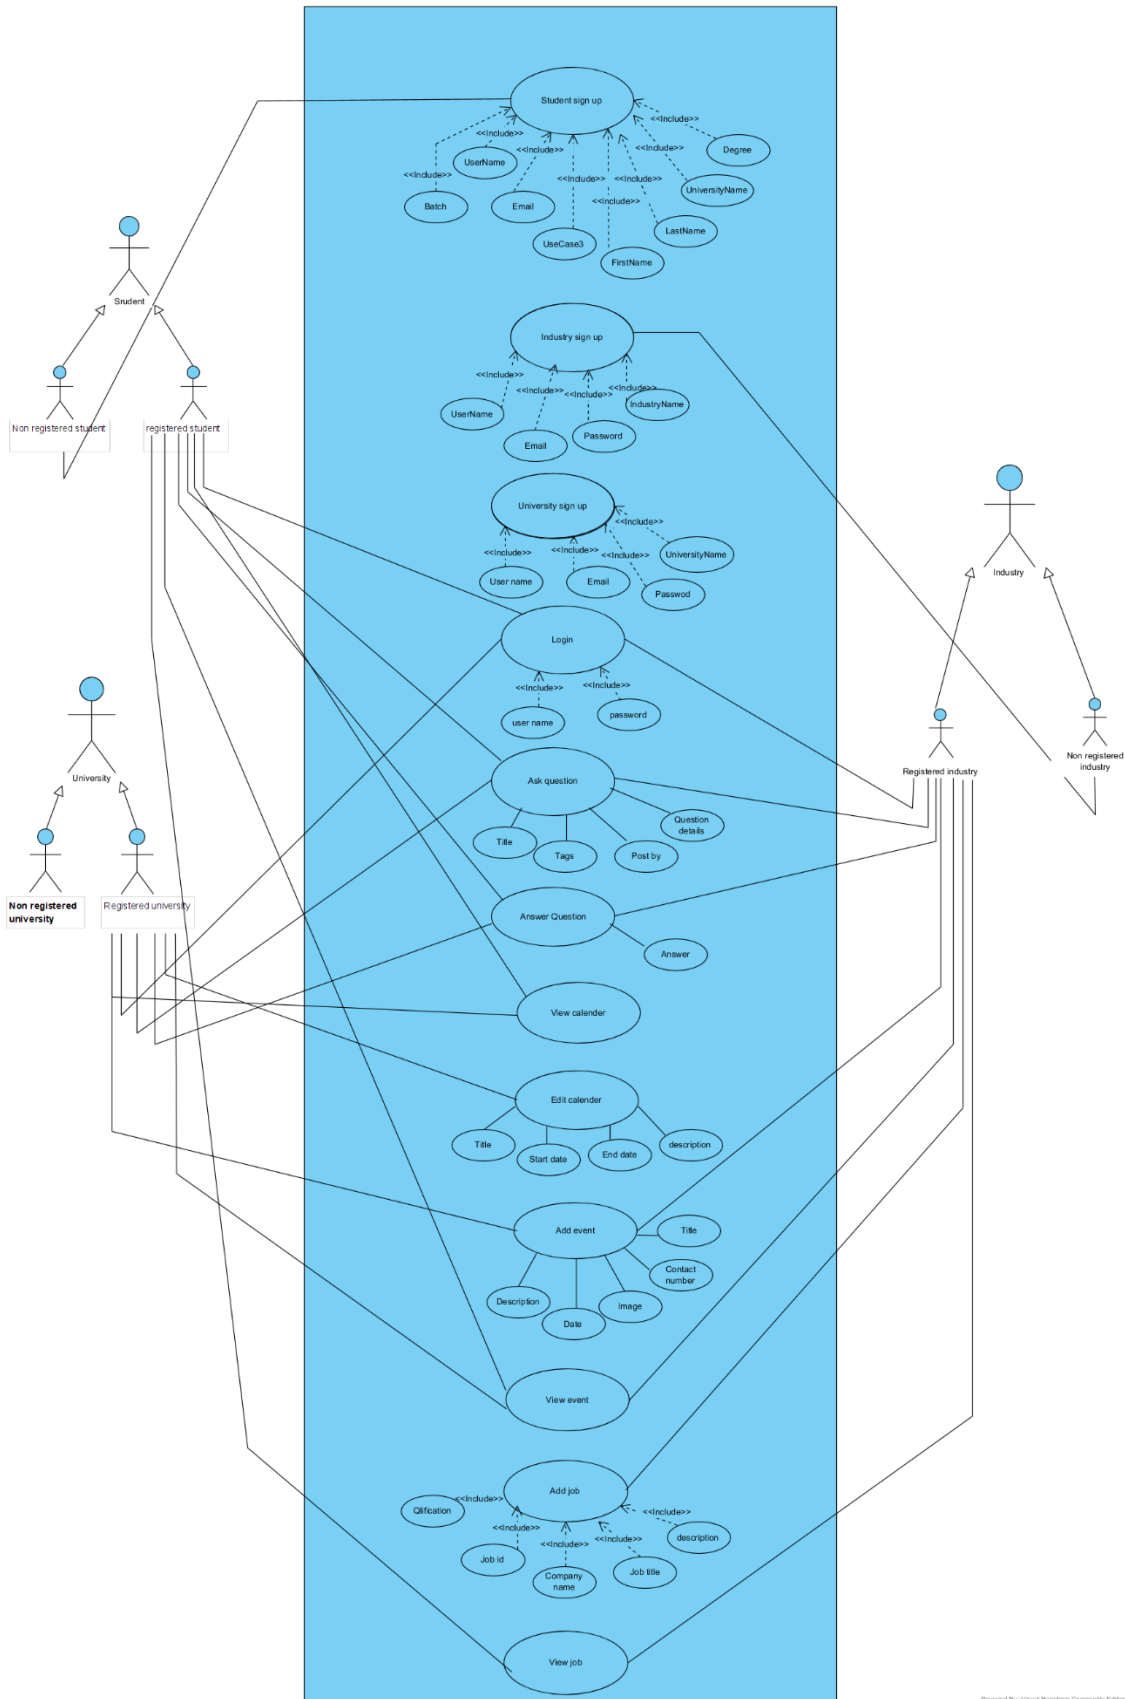 Student sign up
<<Include>>
<<Include>>
<<Include>>
Degree
UserName
<<Include>>
<<Include>>
<<Include>>
<<Include>>
UniversityName
Batch
Email
<<Include>>
LastName
UseCase3
FirstName
Srudent
Industry sign up
<<Include>>
<<Include>>
<<Include>>
<<Include>>
IndustryName
UserName
Email
Password
Non registered student
registered student
University sign up
<<Include>>
<<Include>>
<<Include>>
<<Include>>
UniversityName
User name
Email
Passwod
Industry
Login
<<Include>>
<<Include>>
user name
password
University
Ask question
Registered industry
Non registered
industry
Title
Tags
Post by
Question
details
Non registered
university
Registered university
Answer Question
Answer
View calender
Edit calender
Title
Start date
End date
description
Add event
Title
Contact
number
Description
Date
image
View event
Add job
Qlification
<<Include>>
<<Include>>
<<Include>>
<<Include>>
<<Include>>
description
Job id
Company
name
Job title
View job